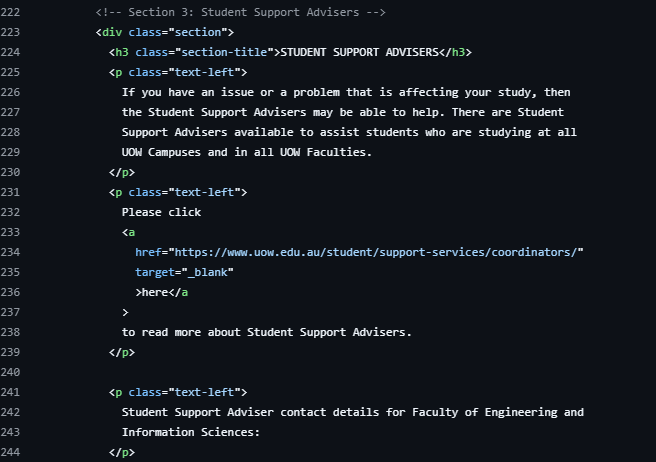 222 <!-- Section 3: Student Support Advisers -->
223 <div class="section">
224 <h3 class="section-title">STUDENT SUPPORT ADVISERS</h3>
225 <p class="text-left">
226 If you have an issue or a problem that is affecting your study, then
227 the Student Support Advisers may be able to help. There are Student
228 Support Advisers available to assist students who are studying at all
229 UOW Campuses and in all UOW Faculties.
230 </p>
231 <p class="text-left">
232 Please click
233 <a
234 href="https://www.uow.edu.au/student/support-services/coordinators/"
235 target="_blank"
236 >here</a
237 >
238 to read more about Student Support Advisers.
239 </p>
240
241 <p class="text-left">
242 Student Support Adviser contact details for Faculty of Engineering and
243 Information Sciences:
244 </p>